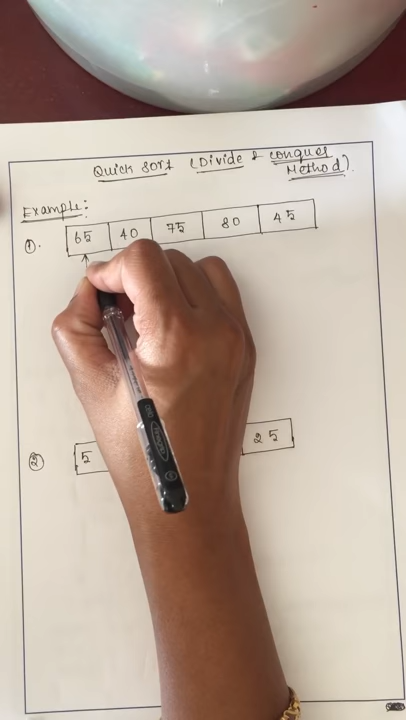 Quick Sort (Divide & Conquer
Method).
Example:
①. 65 40 75 80 45
② 5 25